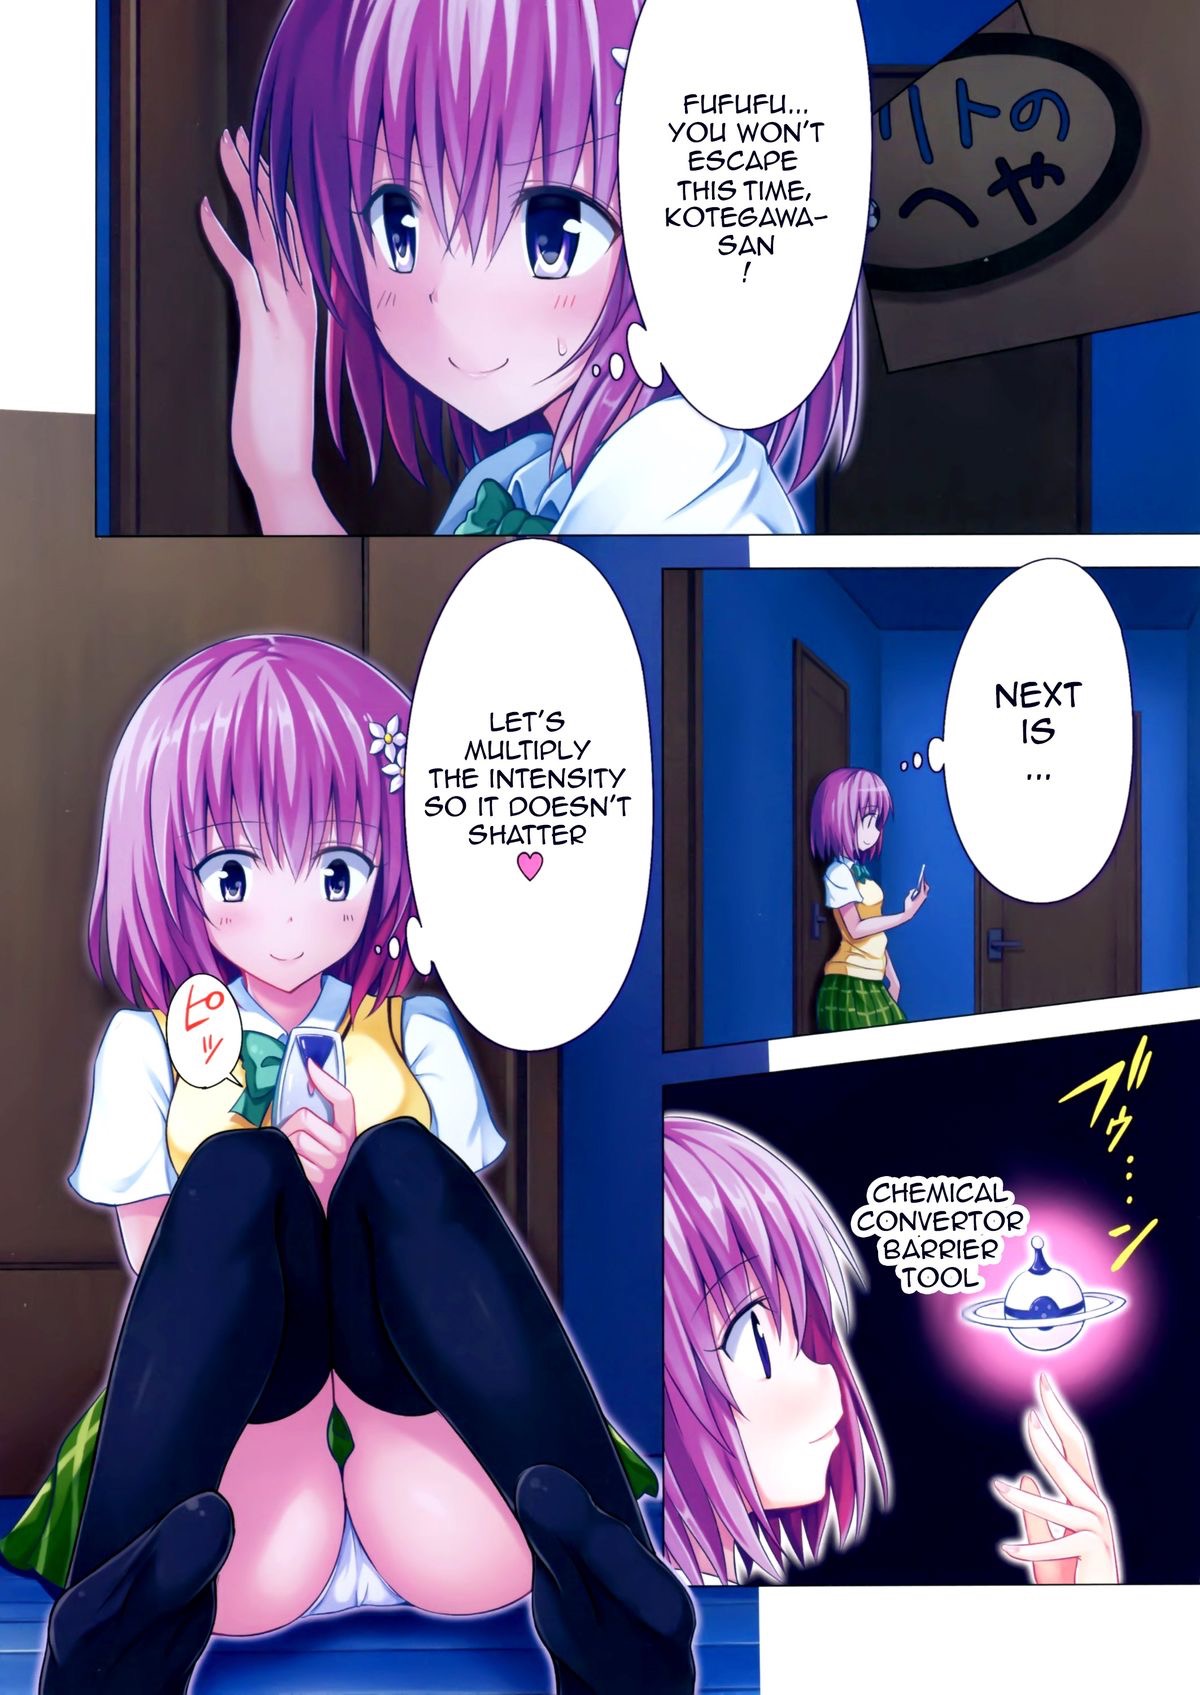 リトの
へや
FUFUFU...
YOU WON'T
ESCAPE
THIS TIME,
KOTEGAWA-
SAN
!
NEXT
IS
...
LET'S
MULTIPLY
THE INTENSITY
SO IT DOESN'T
SHATTER
♥
ピッ
ブゥ...ン
CHEMICAL
CONVERTOR
BARRIER
TOOL